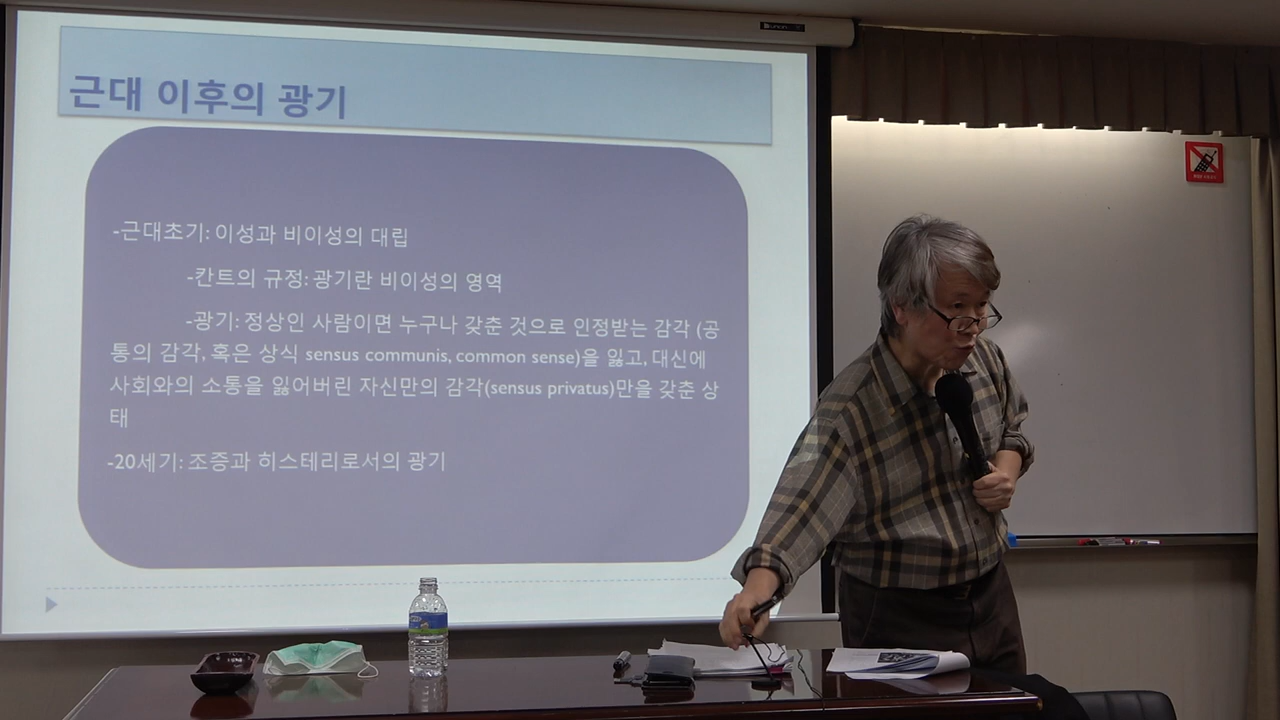 근대 이후의 광기
-근대초기: 이성과 비이성의 대립
-칸트의 규정: 광기란 비이성의 영역
-광기: 정상인 사람이면 누구나 갖춘 것으로 인정받는 감각 (공
통의 감각, 혹은 상식 sensus communis, common sense)을 잃고, 대신에
사회와의 소통을 잃어버린 자신만의 감각(sensus privatus)만을 갖춘 상
태
-20세기: 조증과 히스테리로서의 광기